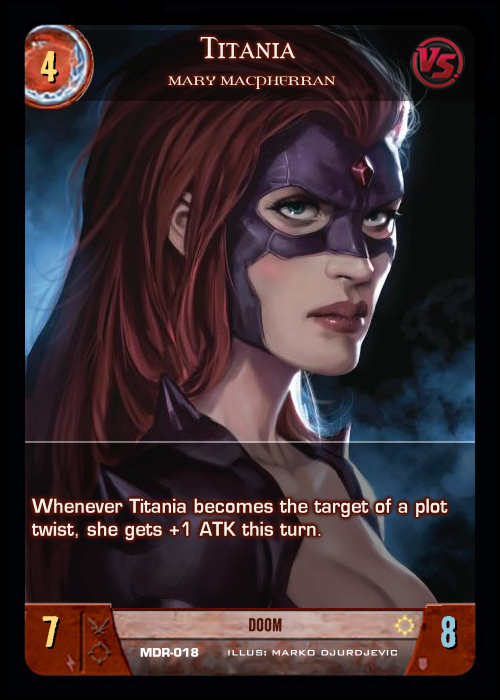 4
TITANIA
VS
MARY MACPHERRAN
Whenever Titania becomes the target of a plot
twist, she gets +1 ATK this turn.
7
DOOM
8
MDR-018 ILLUS: MARKO DJURDJEVIC